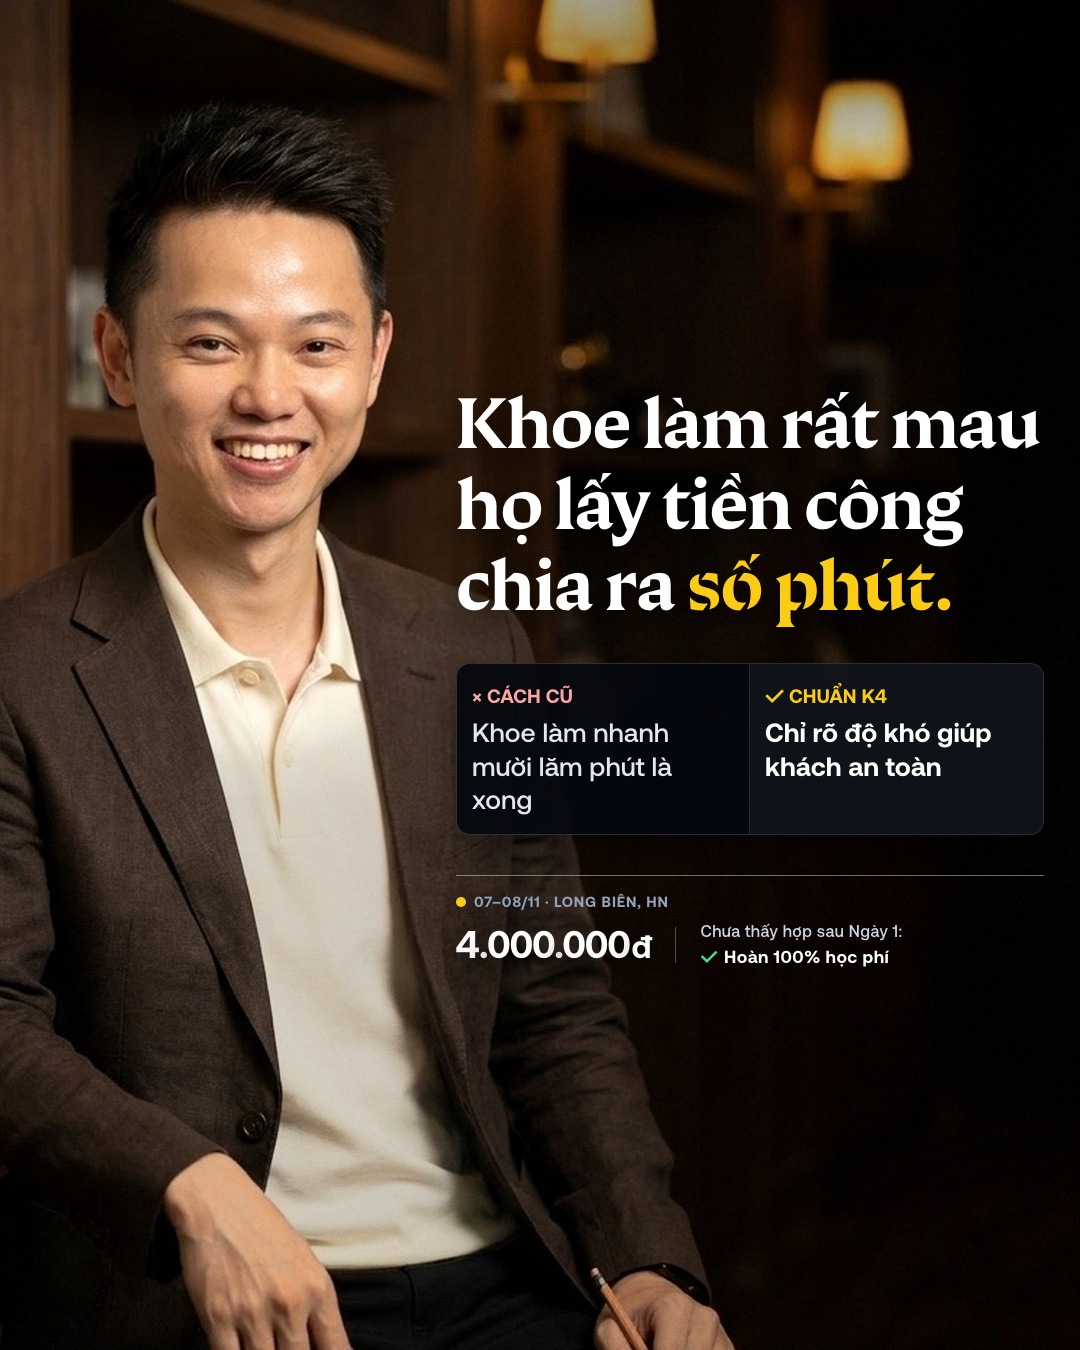 Khoe làm rất mau
họ lấy tiền công
chia ra số phút.
× CÁCH CŨ
Khoe làm nhanh
mười lăm phút là
xong
✓ CHUẨN K4
Chỉ rõ độ khó giúp
khách an toàn
07–08/11 · LONG BIÊN, HN
4.000.000đ
Chưa thấy hợp sau Ngày 1:
✓ Hoàn 100% học phí